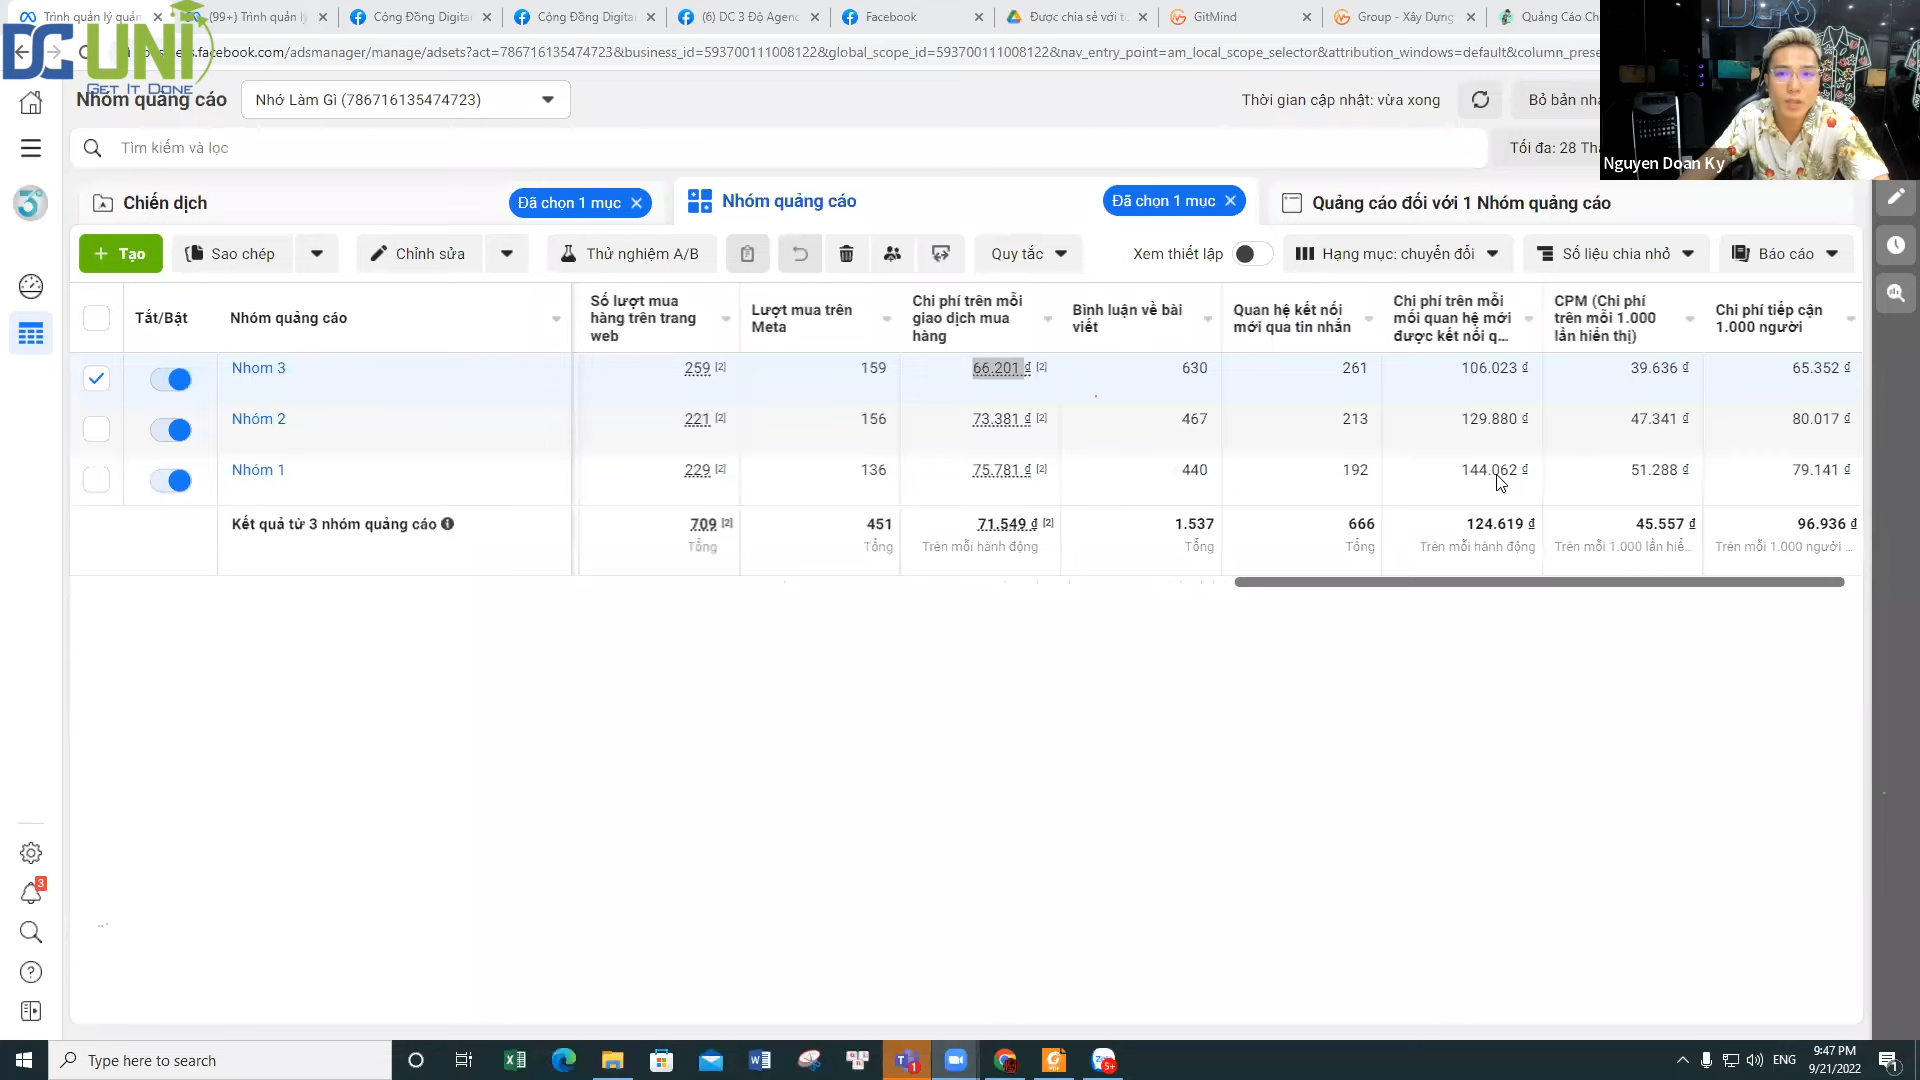 Trình quản lý quản
(99+) Trình quản lý
Cộng Đồng Digital
Cộng Đồng Digital
(6) DC 3 Độ Agenc
Facebook
Được chia sẻ với t
GitMind
Group - Xây Dựng
Quảng Cáo Ch
DC UNI
GET IT DONE
facebook.com/adsmanager/manage/adsets?act=786716135474723&business_id=593700111008122&global_scope_id=593700111008122&nav_entry_point=am_local_scope_selector&attribution_windows=default&column_prese
Nhóm quảng cáo
Nhớ Làm Gì (786716135474723)
Thời gian cập nhật: vừa xong
Bỏ bản nh
Tìm kiếm và lọc
Tối đa: 28 Th
Nguyen Doan Ky
Chiến dịch
Đã chọn 1 mục
Nhóm quảng cáo
Đã chọn 1 mục
Quảng cáo đối với 1 Nhóm quảng cáo
+ Tạo
Sao chép
Chỉnh sửa
Thử nghiệm A/B
Quy tắc
Xem thiết lập
Hạng mục: chuyển đổi
Số liệu chia nhỏ
Báo cáo
Tắt/Bật
Nhóm quảng cáo
Số lượt mua
hàng trên trang
web
Lượt mua trên
Meta
Chi phí trên mỗi
giao dịch mua
hàng
Bình luận về bài
viết
Quan hệ kết nối
mới qua tin nhắn
Chi phí trên mỗi
mối quan hệ mới
được kết nối q...
CPM (Chi phí
trên mỗi 1.000
lần hiển thị)
Chi phí tiếp cận
1.000 người
Nhom 3 259 [2] 159 66.201 ₫ [2] 630 261 106.023 ₫ 39.636 ₫ 65.352 ₫
Nhóm 2 221 [2] 156 73.381 ₫ [2] 467 213 129.880 ₫ 47.341 ₫ 80.017 ₫
Nhóm 1 229 [2] 136 75.781 ₫ [2] 440 192 144.062 ₫ 51.288 ₫ 79.141 ₫
Kết quả từ 3 nhóm quảng cáo 709 [2] 451 71.549 ₫ [2] 1.537 666 124.619 ₫ 45.557 ₫ 96.936 ₫
Tổng Tổng Trên mỗi hành động Tổng Tổng Trên mỗi hành động Trên mỗi 1.000 lần hiể... Trên mỗi 1.000 người ...
3
Type here to search
1
5+
ENG
9:47 PM
9/21/2022
1